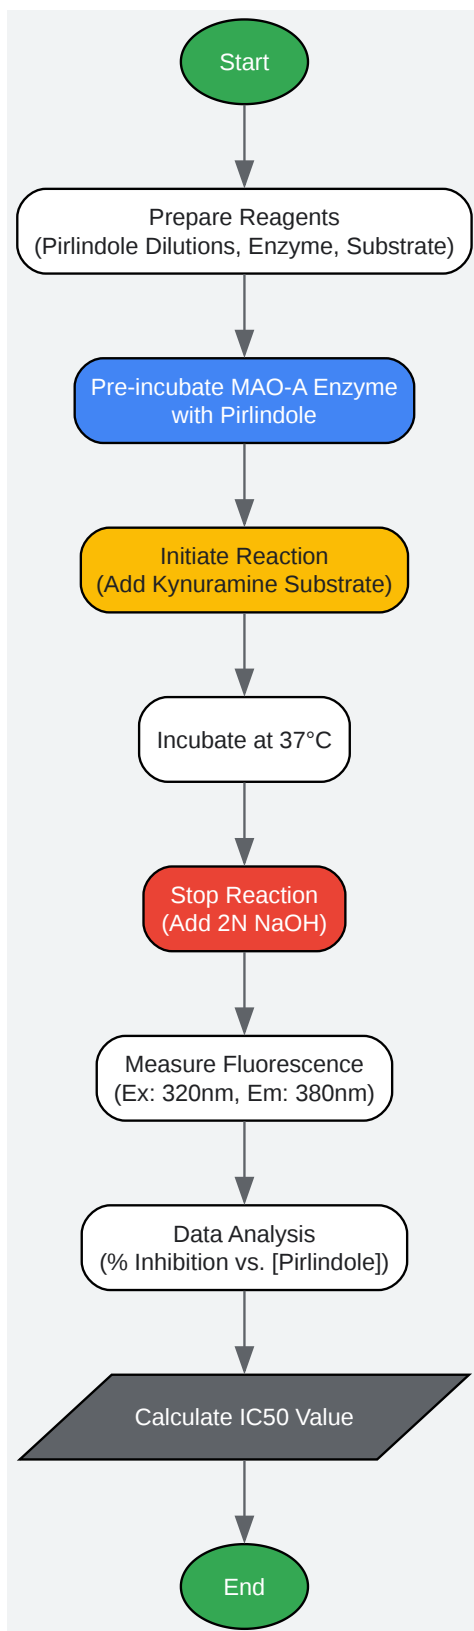 Start
Prepare Reagents
(Pirlindole Dilutions, Enzyme, Substrate)
Pre-incubate MAO-A Enzyme
with Pirlindole
Initiate Reaction
(Add Kynuramine Substrate)
Incubate at 37°C
Stop Reaction
(Add 2N NaOH)
Measure Fluorescence
(Ex: 320nm, Em: 380nm)
Data Analysis
(% Inhibition vs. [Pirlindole])
Calculate IC50 Value
End